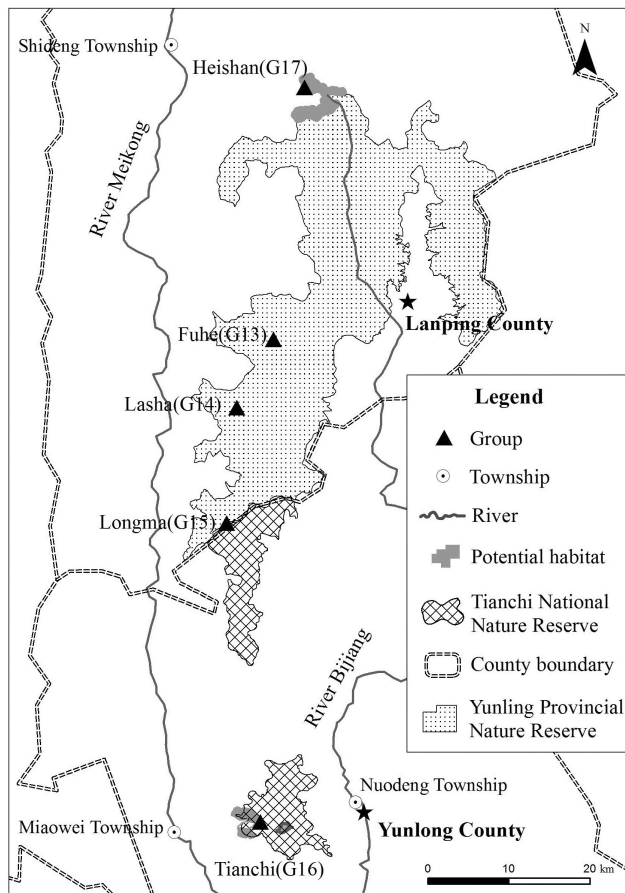 Shideng Township
N
Heishan(G17)
River Meikong
Lanping County
Fuhe(G13)
Lasha(G14)
Longma(G15)
Legend
Group
Township
River
Potential habitat
Tianchi National
Nature Reserve
County boundary
Yunling Provincial
Nature Reserve
River Bijiang
Nuodeng Township
Miaowei Township
Yunlong County
Tianchi(G16)
0 10 20 km